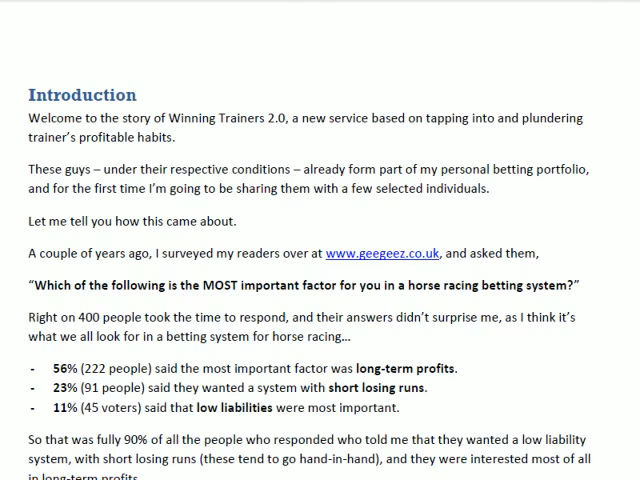 Introduction
Welcome to the story of Winning Trainers 2.0, a new service based on tapping into and plundering
trainer's profitable habits.
These guys – under their respective conditions – already form part of my personal betting portfolio,
and for the first time I'm going to be sharing them with a few selected individuals.
Let me tell you how this came about.
A couple of years ago, I surveyed my readers over at www.geegeez.co.uk, and asked them,
“Which of the following is the MOST important factor for you in a horse racing betting system?”
Right on 400 people took the time to respond, and their answers didn't surprise me, as I think it's
what we all look for in a betting system for horse racing…
- 56% (222 people) said the most important factor was long-term profits.
- 23% (91 people) said they wanted a system with short losing runs.
- 11% (45 voters) said that low liabilities were most important.
So that was fully 90% of all the people who responded who told me that they wanted a low liability
system, with short losing runs (these tend to go hand-in-hand), and they were interested most of all
in long-term profits.